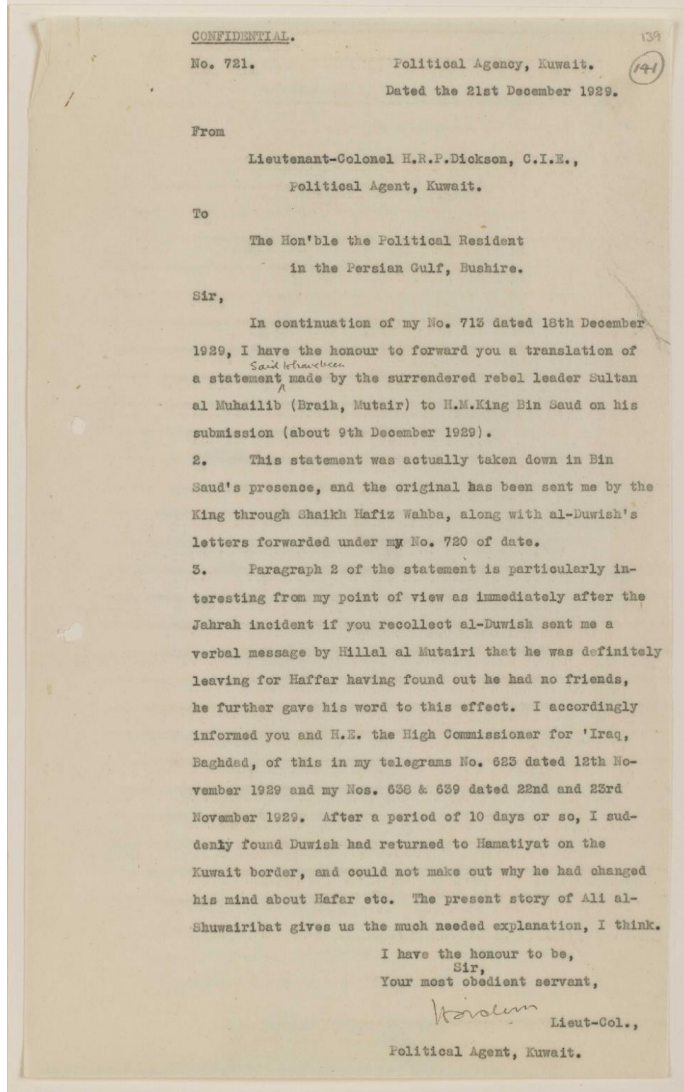 CONFIDENTIAL.
139
No. 721.
Political Agency, Kuwait.
141
Dated the 21st December 1929.
From
Lieutenant-Colonel H.R.P.Dickson, C.I.E.,
Political Agent, Kuwait.
To
The Hon'ble the Political Resident
in the Persian Gulf, Bushire.
Sir,
In continuation of my No. 713 dated 18th December
1929, I have the honour to forward you a translation of
Said to have been
a statement made by the surrendered rebel leader Sultan
al Muhailib (Braih, Mutair) to H.M.King Bin Saud on his
submission (about 9th December 1929).
2. This statement was actually taken down in Bin
Saud's presence, and the original has been sent me by the
King through Shaikh Hafiz Wahba, along with al-Duwish's
letters forwarded under my No. 720 of date.
3. Paragraph 2 of the statement is particularly in-
teresting from my point of view as immediately after the
Jahrah incident if you recollect al-Duwish sent me a
verbal message by Hillal al Mutairi that he was definitely
leaving for Haffar having found out he had no friends,
he further gave his word to this effect. I accordingly
informed you and H.E. the High Commissioner for 'Iraq,
Baghdad, of this in my telegrams No. 623 dated 12th No-
vember 1929 and my Nos. 638 & 639 dated 22nd and 23rd
November 1929. After a period of 10 days or so, I sud-
denly found Duwish had returned to Hamatiyat on the
Kuwait border, and could not make out why he had changed
his mind about Hafar etc. The present story of Ali al-
Shuwairibat gives us the much needed explanation, I think.
I have the honour to be,
Sir,
Your most obedient servant,
Lieut-Col.,
Political Agent, Kuwait.